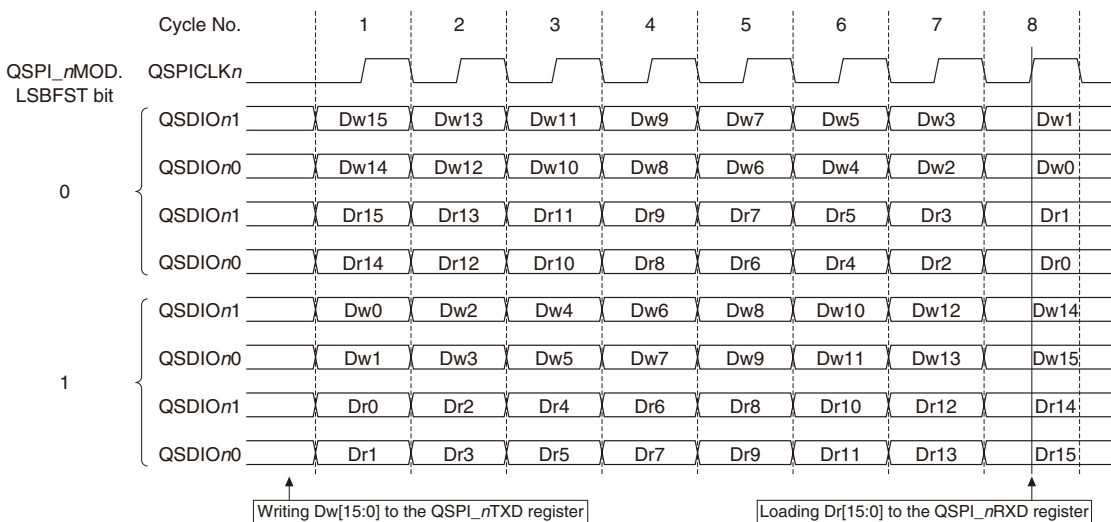 Cycle No. 1 2 3 4 5 6 7 8
QSPI_nMOD. QSPICLKn
LSBFST bit
QSDIOn1 Dw15 Dw13 Dw11 Dw9 Dw7 Dw5 Dw3 Dw1
QSDIOn0 Dw14 Dw12 Dw10 Dw8 Dw6 Dw4 Dw2 Dw0
0
QSDIOn1 Dr15 Dr13 Dr11 Dr9 Dr7 Dr5 Dr3 Dr1
QSDIOn0 Dr14 Dr12 Dr10 Dr8 Dr6 Dr4 Dr2 Dr0
QSDIOn1 Dw0 Dw2 Dw4 Dw6 Dw8 Dw10 Dw12 Dw14
QSDIOn0 Dw1 Dw3 Dw5 Dw7 Dw9 Dw11 Dw13 Dw15
1
QSDIOn1 Dr0 Dr2 Dr4 Dr6 Dr8 Dr10 Dr12 Dr14
QSDIOn0 Dr1 Dr3 Dr5 Dr7 Dr9 Dr11 Dr13 Dr15
Writing Dw[15:0] to the QSPI_nTXD register Loading Dr[15:0] to the QSPI_nRXD register